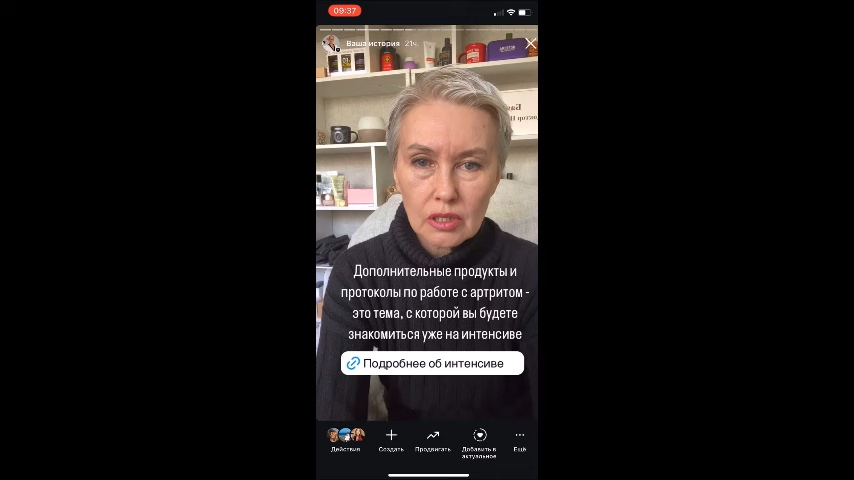 09:37
Ваша история 21ч.
Дополнительные продукты и
протоколы по работе с артритом -
это тема, с которой вы будете
знакомиться уже на интенсиве
Подробнее об интенсиве
Действия
Создать
Продвигать
Добавить в
актуальное
Ещё